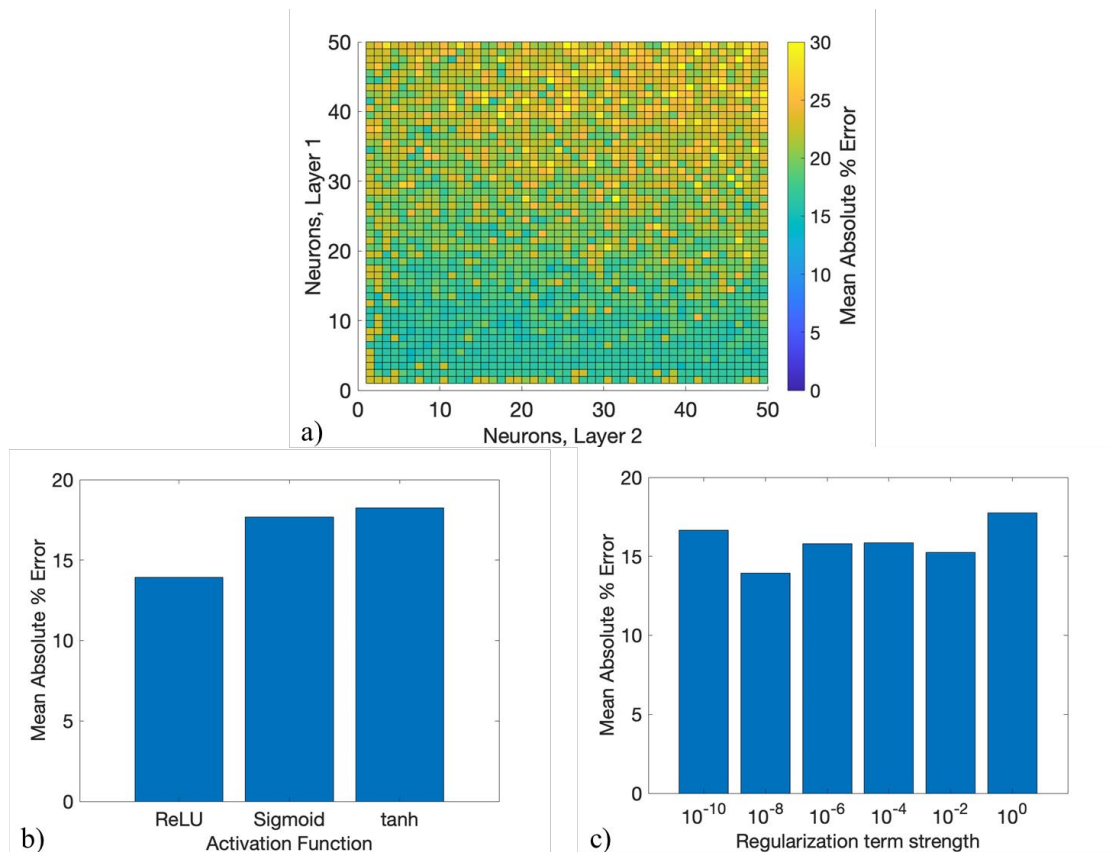 50
40
30
20
10
0
Neurons, Layer 1
0 10 20 30 40 50
Neurons, Layer 2
30
25
20
15
10
5
0
Mean Absolute % Error
a)
20
15
10
5
0
Mean Absolute % Error
ReLU Sigmoid tanh
Activation Function
b)
20
15
10
5
0
Mean Absolute % Error
10⁻¹⁰ 10⁻⁸ 10⁻⁶ 10⁻⁴ 10⁻² 10⁰
Regularization term strength
c)